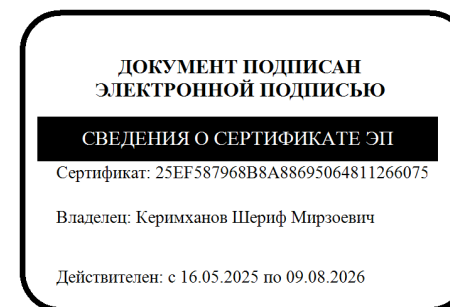 ДОКУМЕНТ ПОДПИСАН
ЭЛЕКТРОННОЙ ПОДПИСЬЮ
СВЕДЕНИЯ О СЕРТИФИКАТЕ ЭП
Сертификат: 25EF587968B8A88695064811266075
Владелец: Керимханов Шериф Мирзоевич
Действителен: с 16.05.2025 по 09.08.2026